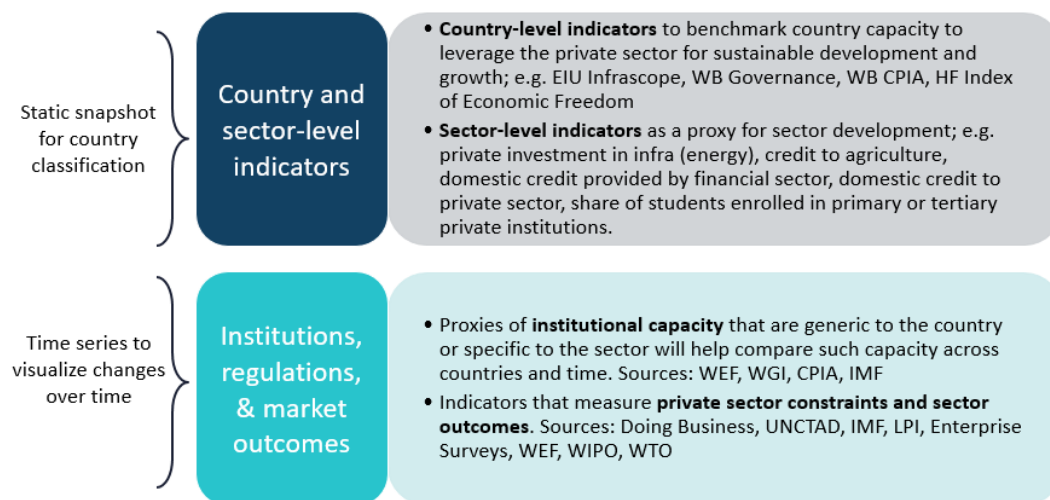 Static snapshot
for country
classification
Country and
sector-level
indicators
• Country-level indicators to benchmark country capacity to
leverage the private sector for sustainable development and
growth; e.g. EIU Infrascope, WB Governance, WB CPIA, HF Index
of Economic Freedom
• Sector-level indicators as a proxy for sector development; e.g.
private investment in infra (energy), credit to agriculture,
domestic credit provided by financial sector, domestic credit to
private sector, share of students enrolled in primary or tertiary
private institutions.
Time series to
visualize changes
over time
Institutions,
regulations,
& market
outcomes
• Proxies of institutional capacity that are generic to the country
or specific to the sector will help compare such capacity across
countries and time. Sources: WEF, WGI, CPIA, IMF
• Indicators that measure private sector constraints and sector
outcomes. Sources: Doing Business, UNCTAD, IMF, LPI, Enterprise
Surveys, WEF, WIPO, WTO